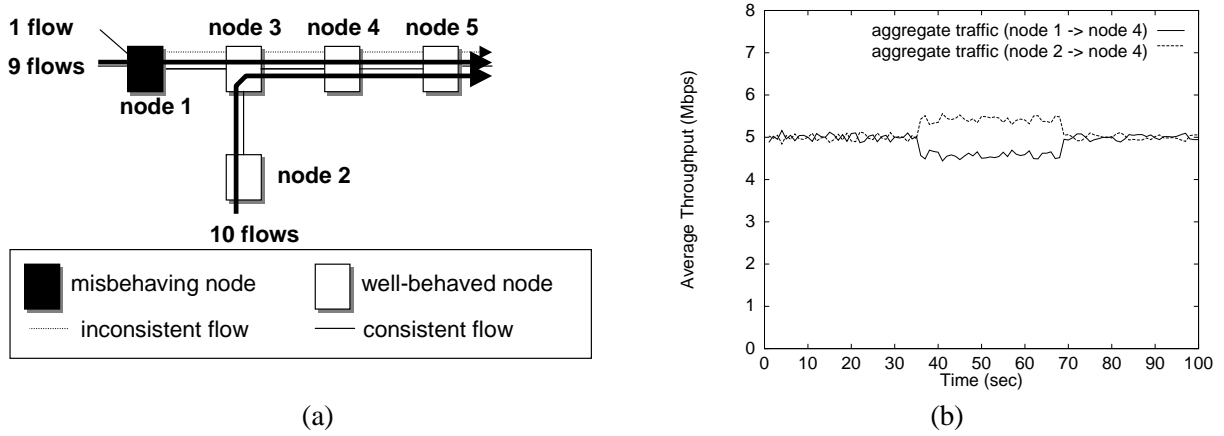 1 flow
9 flows
node 3 node 4 node 5
node 1
node 2
10 flows
misbehaving node
well-behaved node
inconsistent flow
consistent flow
(a)
8
7
6
5
4
3
2
1
0
Average Throughput (Mbps)
aggregate traffic (node 1 -> node 4)
aggregate traffic (node 2 -> node 4)
0 10 20 30 40 50 60 70 80 90 100
Time (sec)
(b)